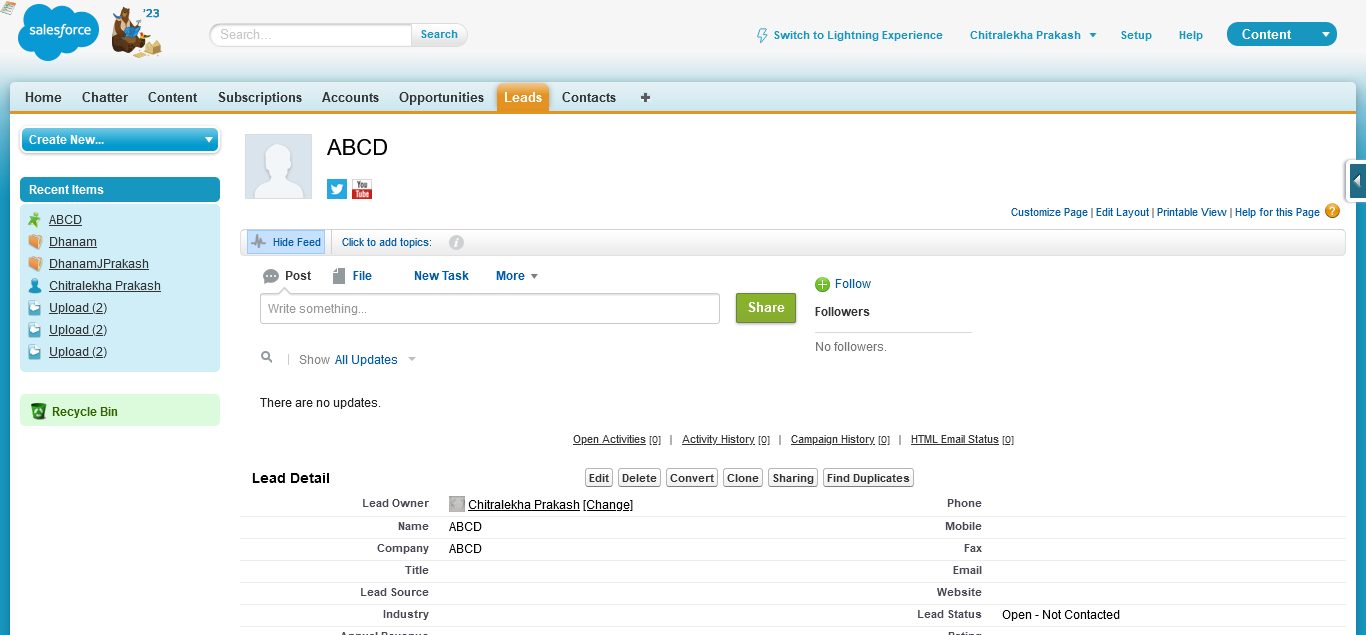 salesforce
'23
Search...
Search
Switch to Lightning Experience
Chitralekha Prakash
Setup
Help
Content
Home
Chatter
Content
Subscriptions
Accounts
Opportunities
Leads
Contacts
Create New...
ABCD
Recent Items
ABCD
Dhanam
DhanamJPrakash
Chitralekha Prakash
Upload (2)
Upload (2)
Upload (2)
Recycle Bin
You Tube
Customize Page | Edit Layout | Printable View | Help for this Page ?
Hide Feed
Click to add topics: i
Post
File
New Task
More
Write something...
Share
Follow
Followers
No followers.
Show All Updates
There are no updates.
Open Activities [0] | Activity History [0] | Campaign History [0] | HTML Email Status [0]
Lead Detail
Edit
Delete
Convert
Clone
Sharing
Find Duplicates
Lead Owner Chitralekha Prakash [Change] Phone
Name ABCD Mobile
Company ABCD Fax
Title Email
Lead Source Website
Industry Lead Status Open - Not Contacted
Annual Revenue Rating